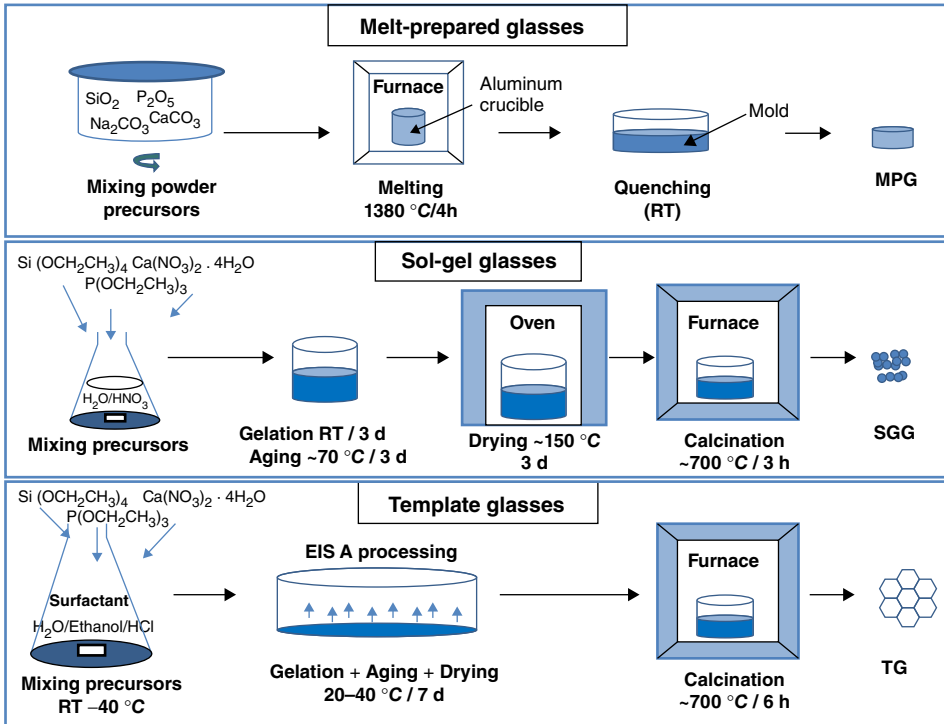 Melt-prepared glasses
SiO₂ P₂O₅
Na₂CO₃ CaCO₃
Mixing powder
precursors
Furnace
Aluminum
crucible
Melting
1380 °C/4h
Mold
Quenching
(RT)
MPG
Sol-gel glasses
Si (OCH₂CH₃)₄ Ca(NO₃)₂ . 4H₂O
P(OCH₂CH₃)₃
H₂O/HNO₃
Mixing precursors
Gelation RT / 3 d
Aging ~70 °C / 3 d
Oven
Drying ~150 °C
3 d
Furnace
Calcination
~700 °C / 3 h
SGG
Template glasses
Si (OCH₂CH₃)₄ Ca(NO₃)₂ · 4H₂O
P(OCH₂CH₃)₃
Surfactant
H₂O/Ethanol/HCl
Mixing precursors
RT –40 °C
EIS A processing
Gelation + Aging + Drying
20–40 °C / 7 d
Furnace
Calcination
~700 °C / 6 h
TG